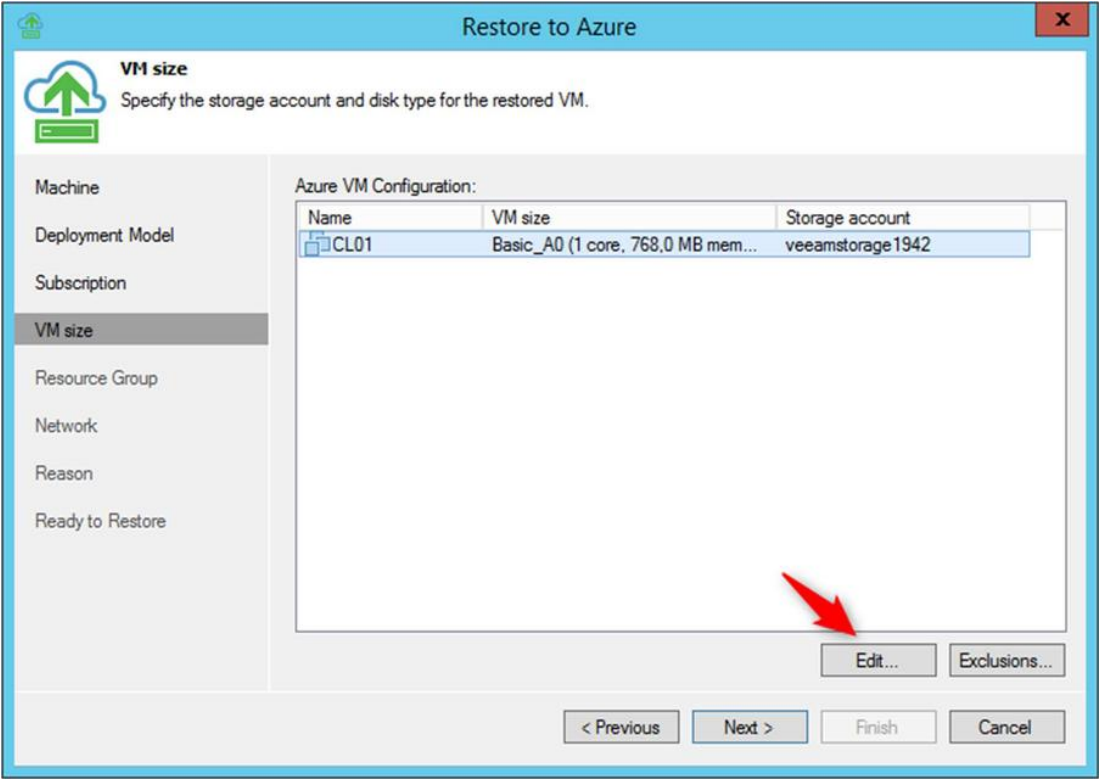 Restore to Azure
x
VM size
Specify the storage account and disk type for the restored VM.
Machine
Deployment Model
Subscription
VM size
Resource Group
Network
Reason
Ready to Restore
Azure VM Configuration:
Name VM size Storage account
CL01 Basic_A0 (1 core, 768,0 MB mem... veeamstorage1942
Edit... Exclusions...
< Previous Next > Finish Cancel